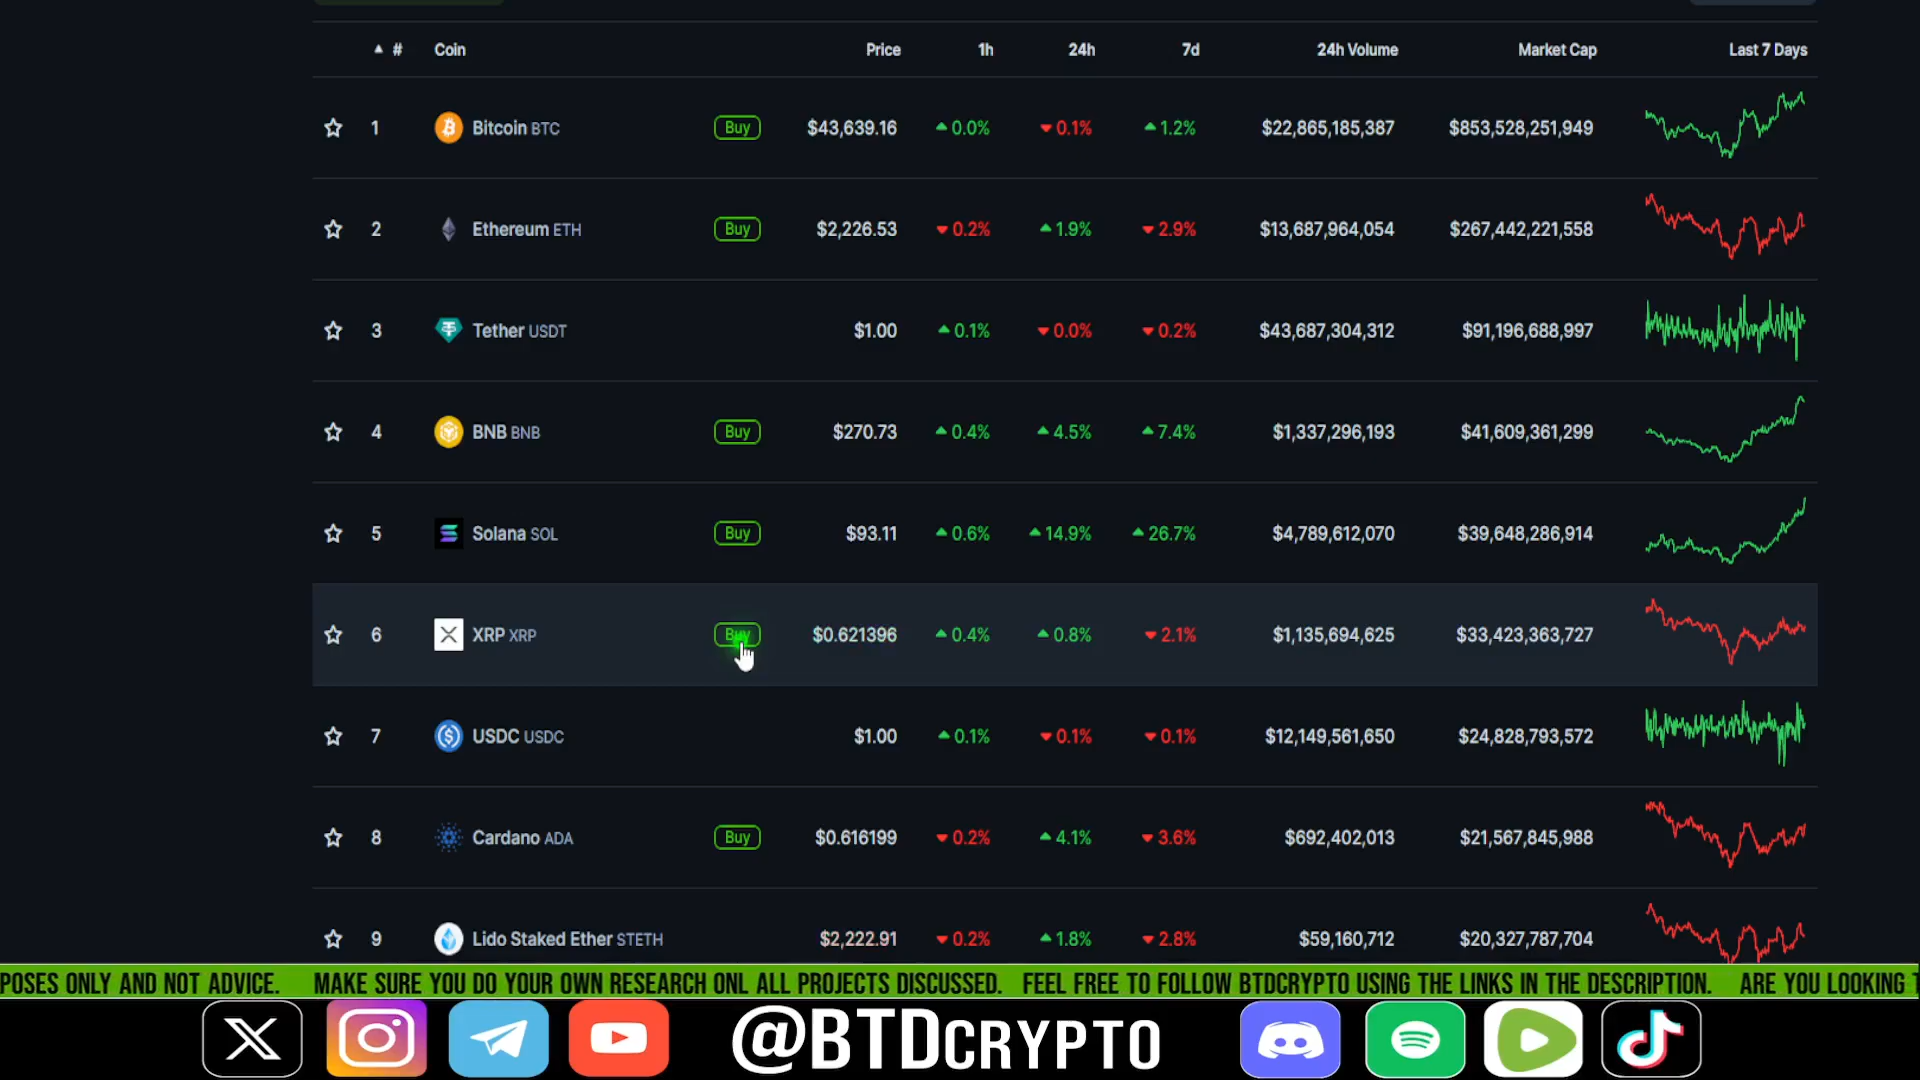 # Coin Price 1h 24h 7d 24h Volume Market Cap Last 7 Days
1 Bitcoin BTC Buy $43,639.16 0.0% 0.1% 1.2% $22,865,185,387 $853,528,251,949
2 Ethereum ETH Buy $2,226.53 0.2% 1.9% 2.9% $13,687,964,054 $267,442,221,558
3 Tether USDT $1.00 0.1% 0.0% 0.2% $43,687,304,312 $91,196,688,997
4 BNB BNB Buy $270.73 0.4% 4.5% 7.4% $1,337,296,193 $41,609,361,299
5 Solana SOL Buy $93.11 0.6% 14.9% 26.7% $4,789,612,070 $39,648,286,914
6 XRP XRP Buy $0.621396 0.4% 0.8% 2.1% $1,135,694,625 $33,423,363,727
7 USDC USDC $1.00 0.1% 0.1% 0.1% $12,149,561,650 $24,828,793,572
8 Cardano ADA Buy $0.616199 0.2% 4.1% 3.6% $692,402,013 $21,567,845,988
9 Lido Staked Ether STETH $2,222.91 0.2% 1.8% 2.8% $59,160,712 $20,327,787,704
POSES ONLY AND NOT ADVICE. MAKE SURE YOU DO YOUR OWN RESEARCH ONL ALL PROJECTS DISCUSSED. FEEL FREE TO FOLLOW BTDCRYPTO USING THE LINKS IN THE DESCRIPTION. ARE YOU LOOKING
@BTDCRYPTO